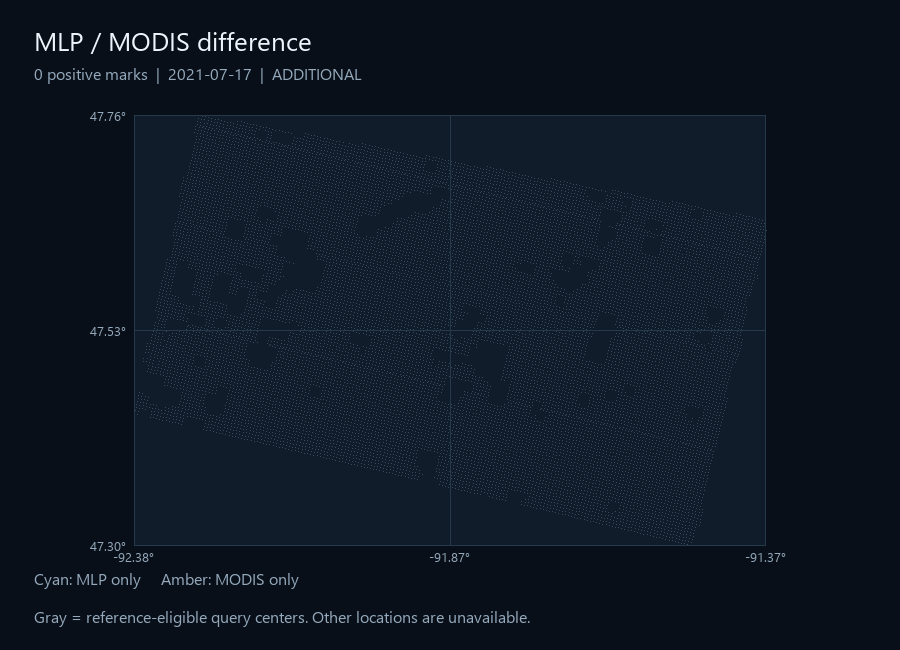 MLP / MODIS difference
0 positive marks | 2021-07-17 | ADDITIONAL
47.76°
47.53°
47.30°
-92.38° -91.87° -91.37°
Cyan: MLP only Amber: MODIS only
Gray = reference-eligible query centers. Other locations are unavailable.